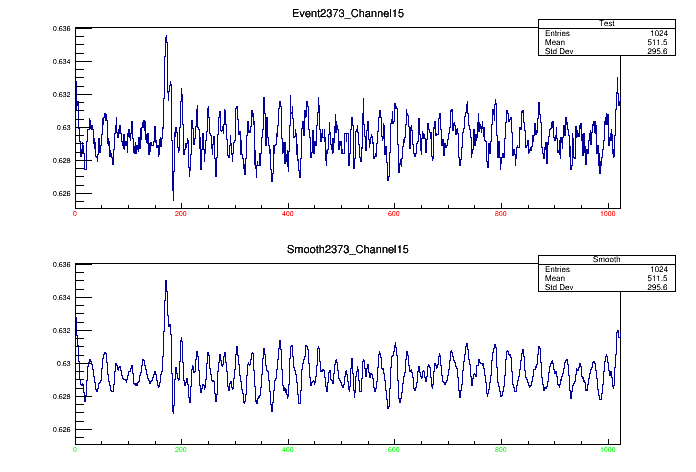 Event2373_Channel15
Test
Entries 1024
Mean 511.5
Std Dev 295.6
0.636
0.634
0.632
0.63
0.628
0.626
0 200 400 600 800 1000
Smooth2373_Channel15
Smooth
Entries 1024
Mean 511.5
Std Dev 295.6
0.636
0.634
0.632
0.63
0.628
0.626
0 200 400 600 800 1000